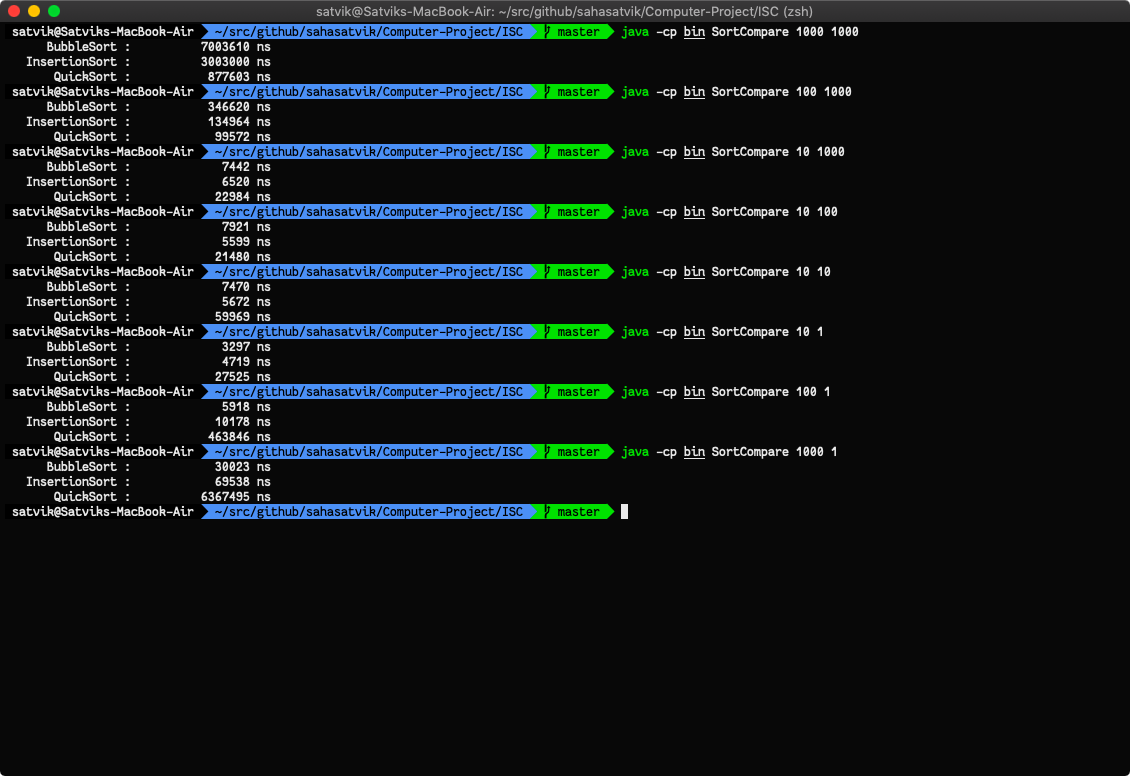 satvik@Satviks-MacBook-Air: ~/src/github/sahasatvik/Computer-Project/ISC (zsh)
satvik@Satviks-MacBook-Air ~/src/github/sahasatvik/Computer-Project/ISC master java -cp bin SortCompare 1000 1000
BubbleSort : 7003610 ns
InsertionSort : 3003000 ns
QuickSort : 877603 ns
satvik@Satviks-MacBook-Air ~/src/github/sahasatvik/Computer-Project/ISC master java -cp bin SortCompare 100 1000
BubbleSort : 346620 ns
InsertionSort : 134964 ns
QuickSort : 99572 ns
satvik@Satviks-MacBook-Air ~/src/github/sahasatvik/Computer-Project/ISC master java -cp bin SortCompare 10 1000
BubbleSort : 7442 ns
InsertionSort : 6520 ns
QuickSort : 22984 ns
satvik@Satviks-MacBook-Air ~/src/github/sahasatvik/Computer-Project/ISC master java -cp bin SortCompare 10 100
BubbleSort : 7921 ns
InsertionSort : 5599 ns
QuickSort : 21480 ns
satvik@Satviks-MacBook-Air ~/src/github/sahasatvik/Computer-Project/ISC master java -cp bin SortCompare 10 10
BubbleSort : 7470 ns
InsertionSort : 5672 ns
QuickSort : 59969 ns
satvik@Satviks-MacBook-Air ~/src/github/sahasatvik/Computer-Project/ISC master java -cp bin SortCompare 10 1
BubbleSort : 3297 ns
InsertionSort : 4719 ns
QuickSort : 27525 ns
satvik@Satviks-MacBook-Air ~/src/github/sahasatvik/Computer-Project/ISC master java -cp bin SortCompare 100 1
BubbleSort : 5918 ns
InsertionSort : 10178 ns
QuickSort : 463846 ns
satvik@Satviks-MacBook-Air ~/src/github/sahasatvik/Computer-Project/ISC master java -cp bin SortCompare 1000 1
BubbleSort : 30023 ns
InsertionSort : 69538 ns
QuickSort : 6367495 ns
satvik@Satviks-MacBook-Air ~/src/github/sahasatvik/Computer-Project/ISC master